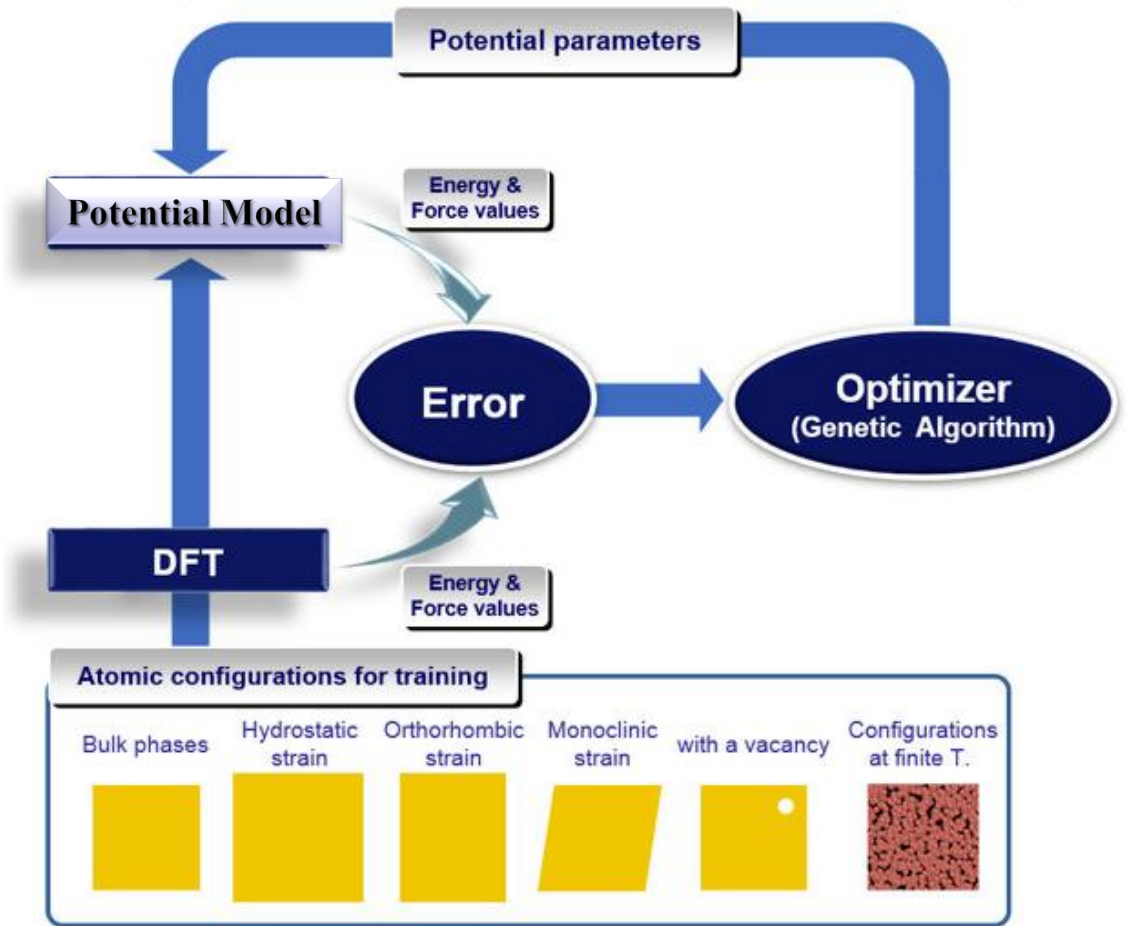 Potential parameters
Potential Model
Energy &
Force values
Error
Optimizer
(Genetic Algorithm)
DFT
Energy &
Force values
Atomic configurations for training
Bulk phases
Hydrostatic
strain
Orthorhombic
strain
Monoclinic
strain
with a vacancy
Configurations
at finite T.